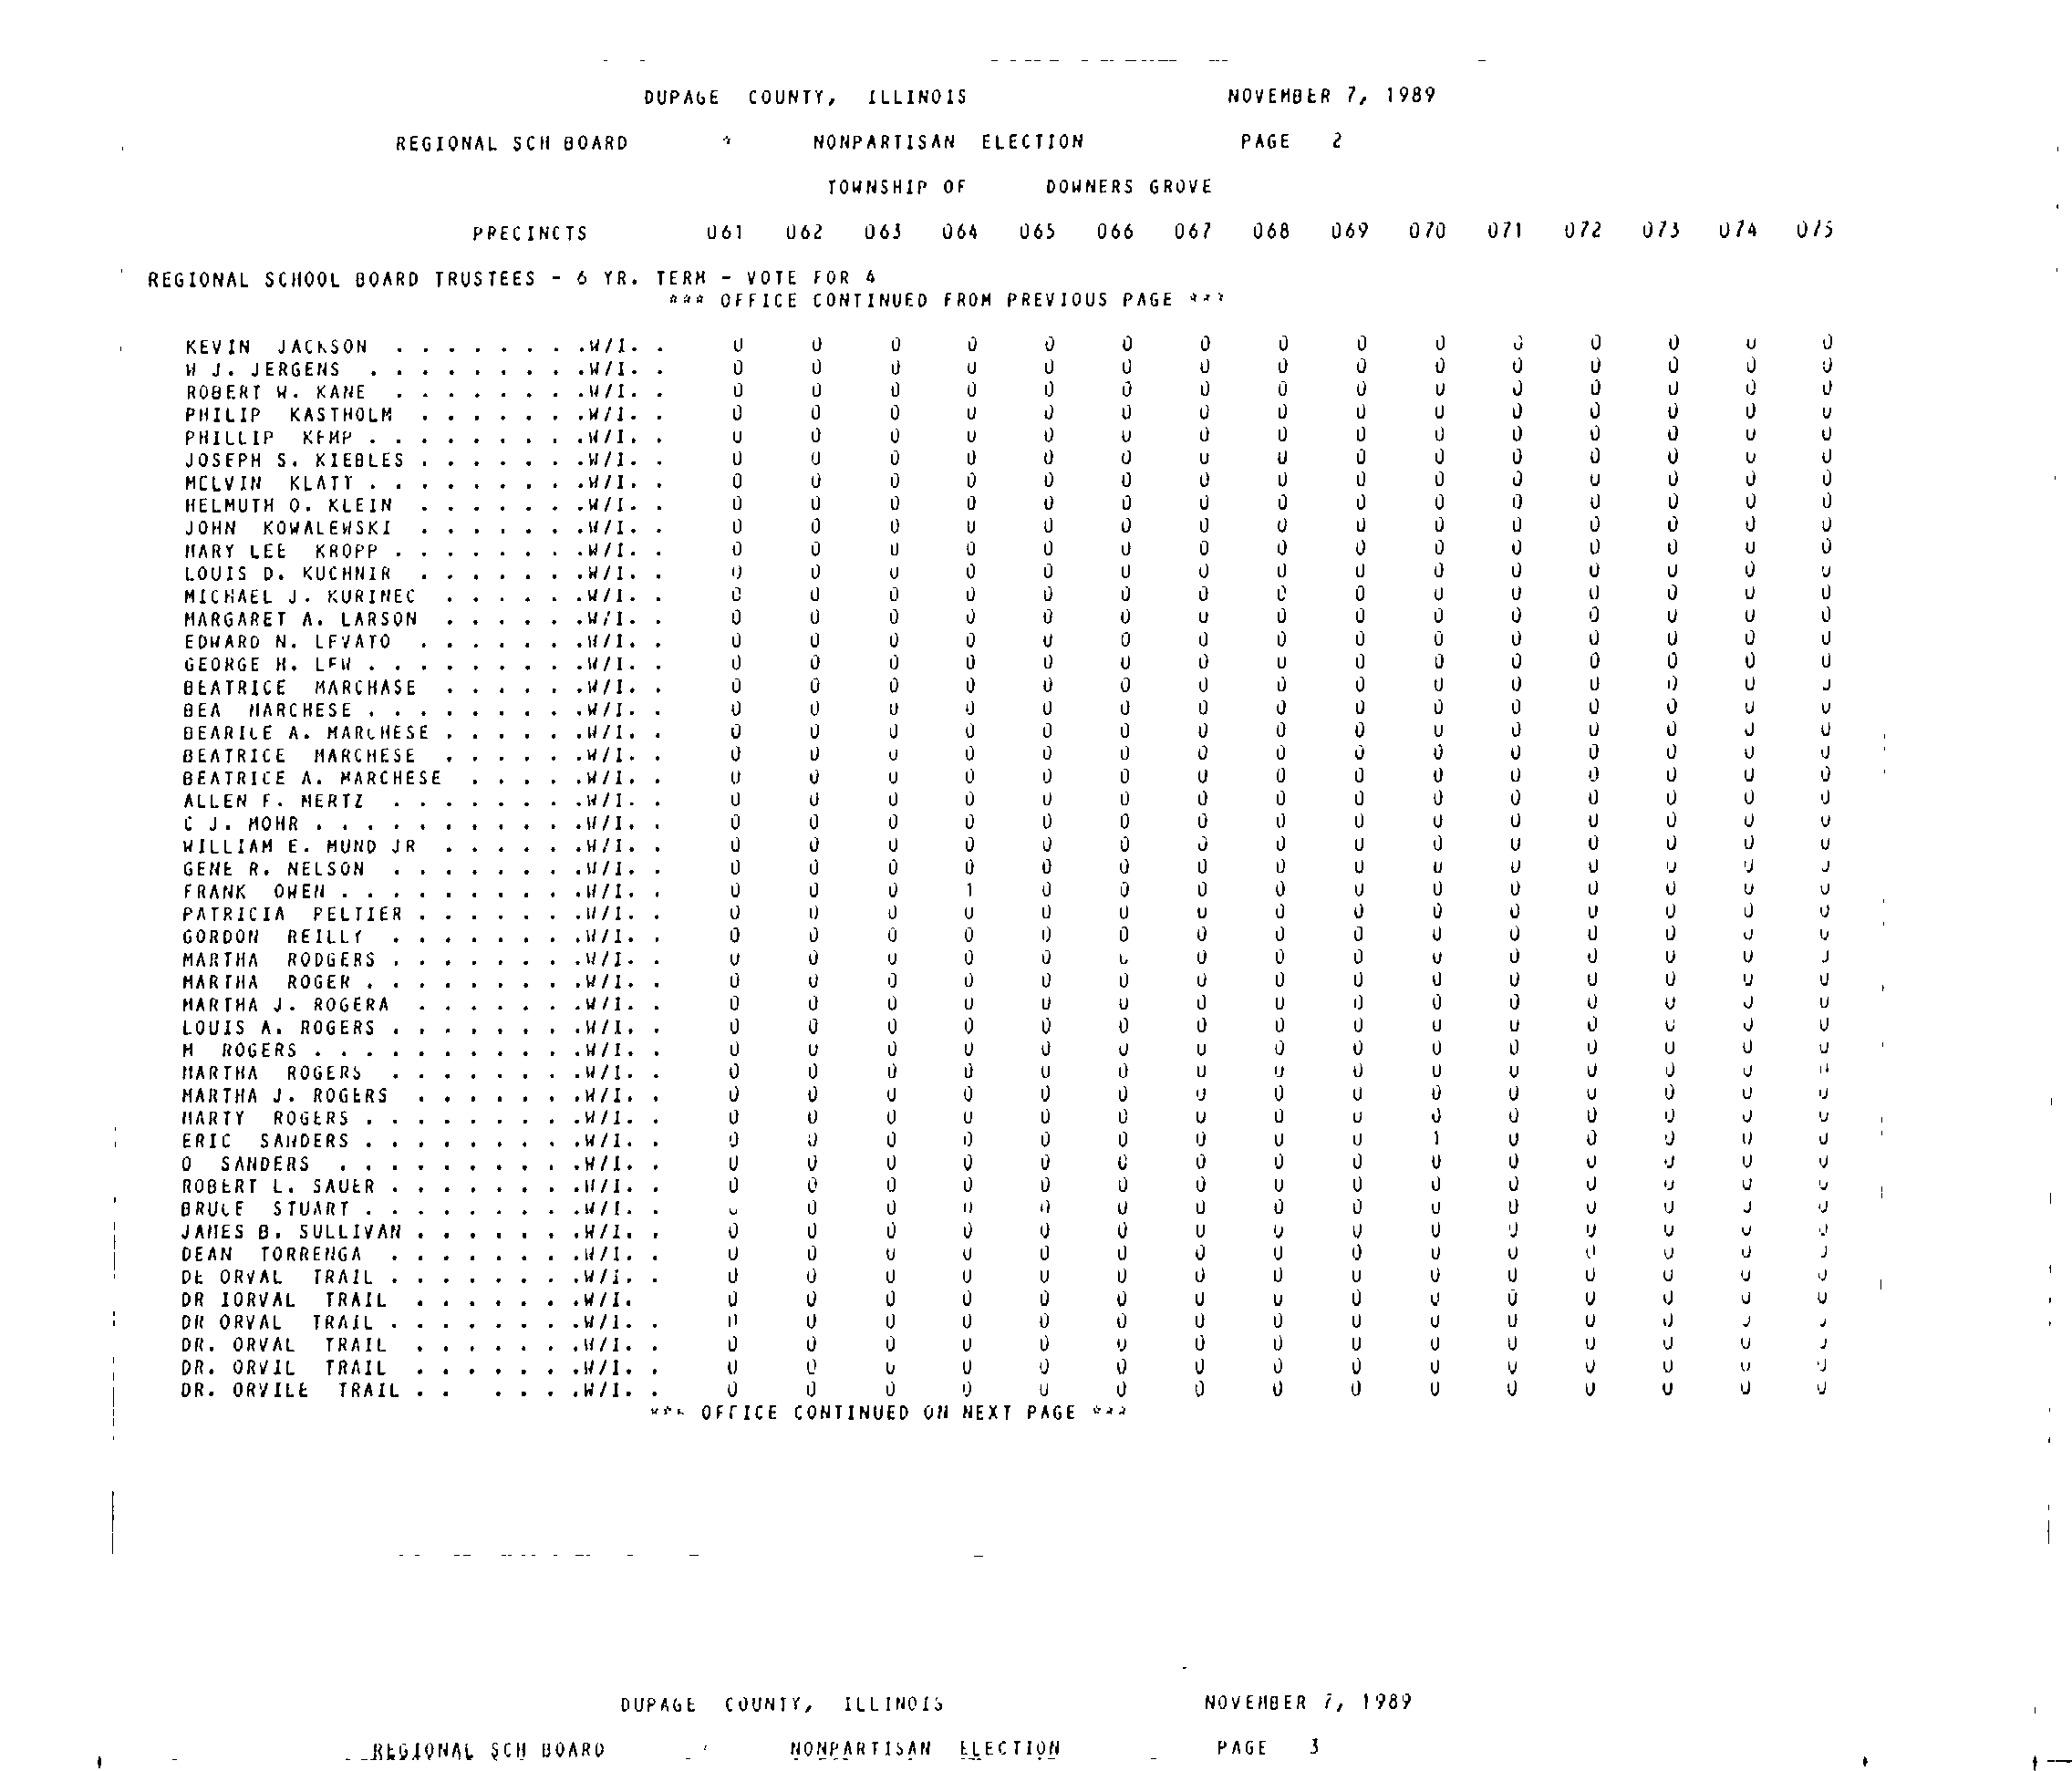 DUPAGE COUNTY, ILLINOIS NOVEMBER 7, 1989
REGIONAL SCH BOARD * NONPARTISAN ELECTION PAGE 2
TOWNSHIP OF DOWNERS GROVE
PRECINCTS 061 062 063 064 065 066 067 068 069 070 071 072 073 074 075
REGIONAL SCHOOL BOARD TRUSTEES - 6 YR. TERM - VOTE FOR 4
*** OFFICE CONTINUED FROM PREVIOUS PAGE ***
KEVIN JACKSON . . . . . . . .W/I. . 0 0 0 0 0 0 0 0 0 0 0 0 0 0 0
W J. JERGENS . . . . . . . . .W/I. . 0 0 0 0 0 0 0 0 0 0 0 0 0 0 0
ROBERT W. KANE . . . . . . . .W/I. . 0 0 0 0 0 0 0 0 0 0 0 0 0 0 0
PHILIP KASTHOLM . . . . . . .W/I. . 0 0 0 0 0 0 0 0 0 0 0 0 0 0 0
PHILLIP KEMP . . . . . . . . .W/I. . 0 0 0 0 0 0 0 0 0 0 0 0 0 0 0
JOSEPH S. KIEBLES . . . . . . .W/I. . 0 0 0 0 0 0 0 0 0 0 0 0 0 0 0
MELVIN KLATT . . . . . . . . .W/I. . 0 0 0 0 0 0 0 0 0 0 0 0 0 0 0
HELMUTH O. KLEIN . . . . . . .W/I. . 0 0 0 0 0 0 0 0 0 0 0 0 0 0 0
JOHN KOWALEWSKI . . . . . . .W/I. . 0 0 0 0 0 0 0 0 0 0 0 0 0 0 0
MARY LEE KROPP . . . . . . . .W/I. . 0 0 0 0 0 0 0 0 0 0 0 0 0 0 0
LOUIS D. KUCHNIR . . . . . . .W/I. . 0 0 0 0 0 0 0 0 0 0 0 0 0 0 0
MICHAEL J. KURINEC . . . . . .W/I. . 0 0 0 0 0 0 0 0 0 0 0 0 0 0 0
MARGARET A. LARSON . . . . . .W/I. . 0 0 0 0 0 0 0 0 0 0 0 0 0 0 0
EDWARD N. LEVATO . . . . . . .W/I. . 0 0 0 0 0 0 0 0 0 0 0 0 0 0 0
GEORGE H. LEW . . . . . . . . .W/I. . 0 0 0 0 0 0 0 0 0 0 0 0 0 0 0
BEATRICE MARCHASE . . . . . .W/I. . 0 0 0 0 0 0 0 0 0 0 0 0 0 0 0
BEA MARCHESE . . . . . . . . .W/I. . 0 0 0 0 0 0 0 0 0 0 0 0 0 0 0
BEARICE A. MARCHESE . . . . . .W/I. . 0 0 0 0 0 0 0 0 0 0 0 0 0 0 0
BEATRICE MARCHESE . . . . . .W/I. . 0 0 0 0 0 0 0 0 0 0 0 0 0 0 0
BEATRICE A. MARCHESE . . . . .W/I. . 0 0 0 0 0 0 0 0 0 0 0 0 0 0 0
ALLEN F. MERTZ . . . . . . . .W/I. . 0 0 0 0 0 0 0 0 0 0 0 0 0 0 0
C J. MOHR . . . . . . . . . . .W/I. . 0 0 0 0 0 0 0 0 0 0 0 0 0 0 0
WILLIAM E. MUND JR . . . . . .W/I. . 0 0 0 0 0 0 0 0 0 0 0 0 0 0 0
GENE R. NELSON . . . . . . . .W/I. . 0 0 0 0 0 0 0 0 0 0 0 0 0 0 0
FRANK OWEN . . . . . . . . . .W/I. . 0 0 0 1 0 0 0 0 0 0 0 0 0 0 0
PATRICIA PELTIER . . . . . . .W/I. . 0 0 0 0 0 0 0 0 0 0 0 0 0 0 0
GORDON REILLY . . . . . . . .W/I. . 0 0 0 0 0 0 0 0 0 0 0 0 0 0 0
MARTHA RODGERS . . . . . . . .W/I. . 0 0 0 0 0 0 0 0 0 0 0 0 0 0 0
MARTHA ROGER . . . . . . . . .W/I. . 0 0 0 0 0 0 0 0 0 0 0 0 0 0 0
MARTHA J. ROGERA . . . . . . .W/I. . 0 0 0 0 0 0 0 0 0 0 0 0 0 0 0
LOUIS A. ROGERS . . . . . . . .W/I. . 0 0 0 0 0 0 0 0 0 0 0 0 0 0 0
M ROGERS . . . . . . . . . . .W/I. . 0 0 0 0 0 0 0 0 0 0 0 0 0 0 0
MARTHA ROGERS . . . . . . . .W/I. . 0 0 0 0 0 0 0 0 0 0 0 0 0 0 0
MARTHA J. ROGERS . . . . . . .W/I. . 0 0 0 0 0 0 0 0 0 0 0 0 0 0 0
MARTY ROGERS . . . . . . . . .W/I. . 0 0 0 0 0 0 0 0 0 0 0 0 0 0 0
ERIC SANDERS . . . . . . . . .W/I. . 0 0 0 0 0 0 0 0 0 1 0 0 0 0 0
O SANDERS . . . . . . . . . .W/I. . 0 0 0 0 0 0 0 0 0 0 0 0 0 0 0
ROBERT L. SAUER . . . . . . . .W/I. . 0 0 0 0 0 0 0 0 0 0 0 0 0 0 0
BRUCE STUART . . . . . . . . .W/I. . 0 0 0 0 0 0 0 0 0 0 0 0 0 0 0
JAMES B. SULLIVAN . . . . . . .W/I. . 0 0 0 0 0 0 0 0 0 0 0 0 0 0 0
DEAN TORRENGA . . . . . . . .W/I. . 0 0 0 0 0 0 0 0 0 0 0 0 0 0 0
DE ORVAL TRAIL . . . . . . . .W/I. . 0 0 0 0 0 0 0 0 0 0 0 0 0 0 0
DR IORVAL TRAIL . . . . . . .W/I. 0 0 0 0 0 0 0 0 0 0 0 0 0 0 0
DR ORVAL TRAIL . . . . . . . .W/I. . 0 0 0 0 0 0 0 0 0 0 0 0 0 0 0
DR. ORVAL TRAIL . . . . . . .W/I. . 0 0 0 0 0 0 0 0 0 0 0 0 0 0 0
DR. ORVIL TRAIL . . . . . . .W/I. . 0 0 0 0 0 0 0 0 0 0 0 0 0 0 0
DR. ORVILE TRAIL . . . . . .W/I. . 0 0 0 0 0 0 0 0 0 0 0 0 0 0 0
*** OFFICE CONTINUED ON NEXT PAGE ***
DUPAGE COUNTY, ILLINOIS NOVEMBER 7, 1989
REGIONAL SCH BOARD * NONPARTISAN ELECTION PAGE 3